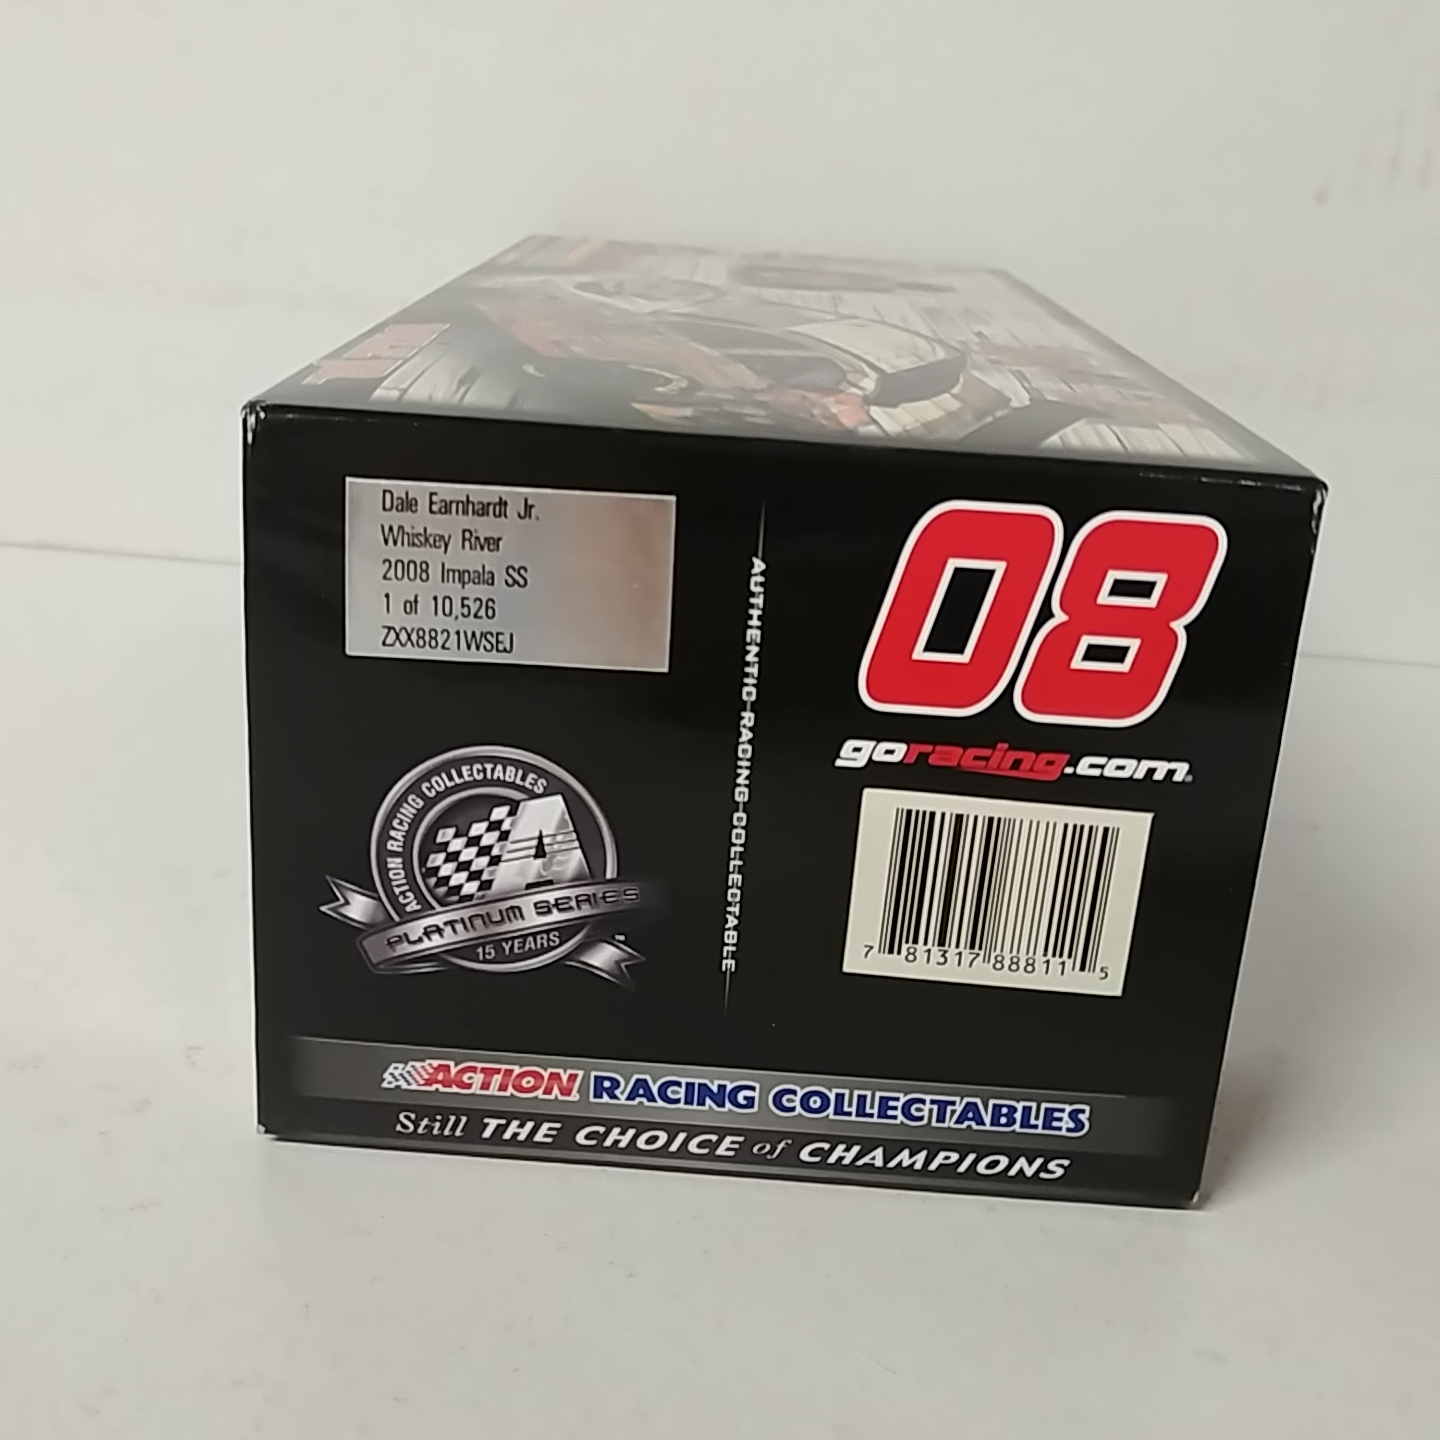 Dale Earnhardt Jr.
Whiskey River
2008 Impala SS
1 of 10,526
ZXX8821WSEJ
AUTHENTIC RACING COLLECTABLE
08
goracing.com
ACTION RACING COLLECTABLES
A
PLATINUM SERIES
15 YEARS
7 81317 88811 5
ACTION RACING COLLECTABLES
Still THE CHOICE of CHAMPIONS